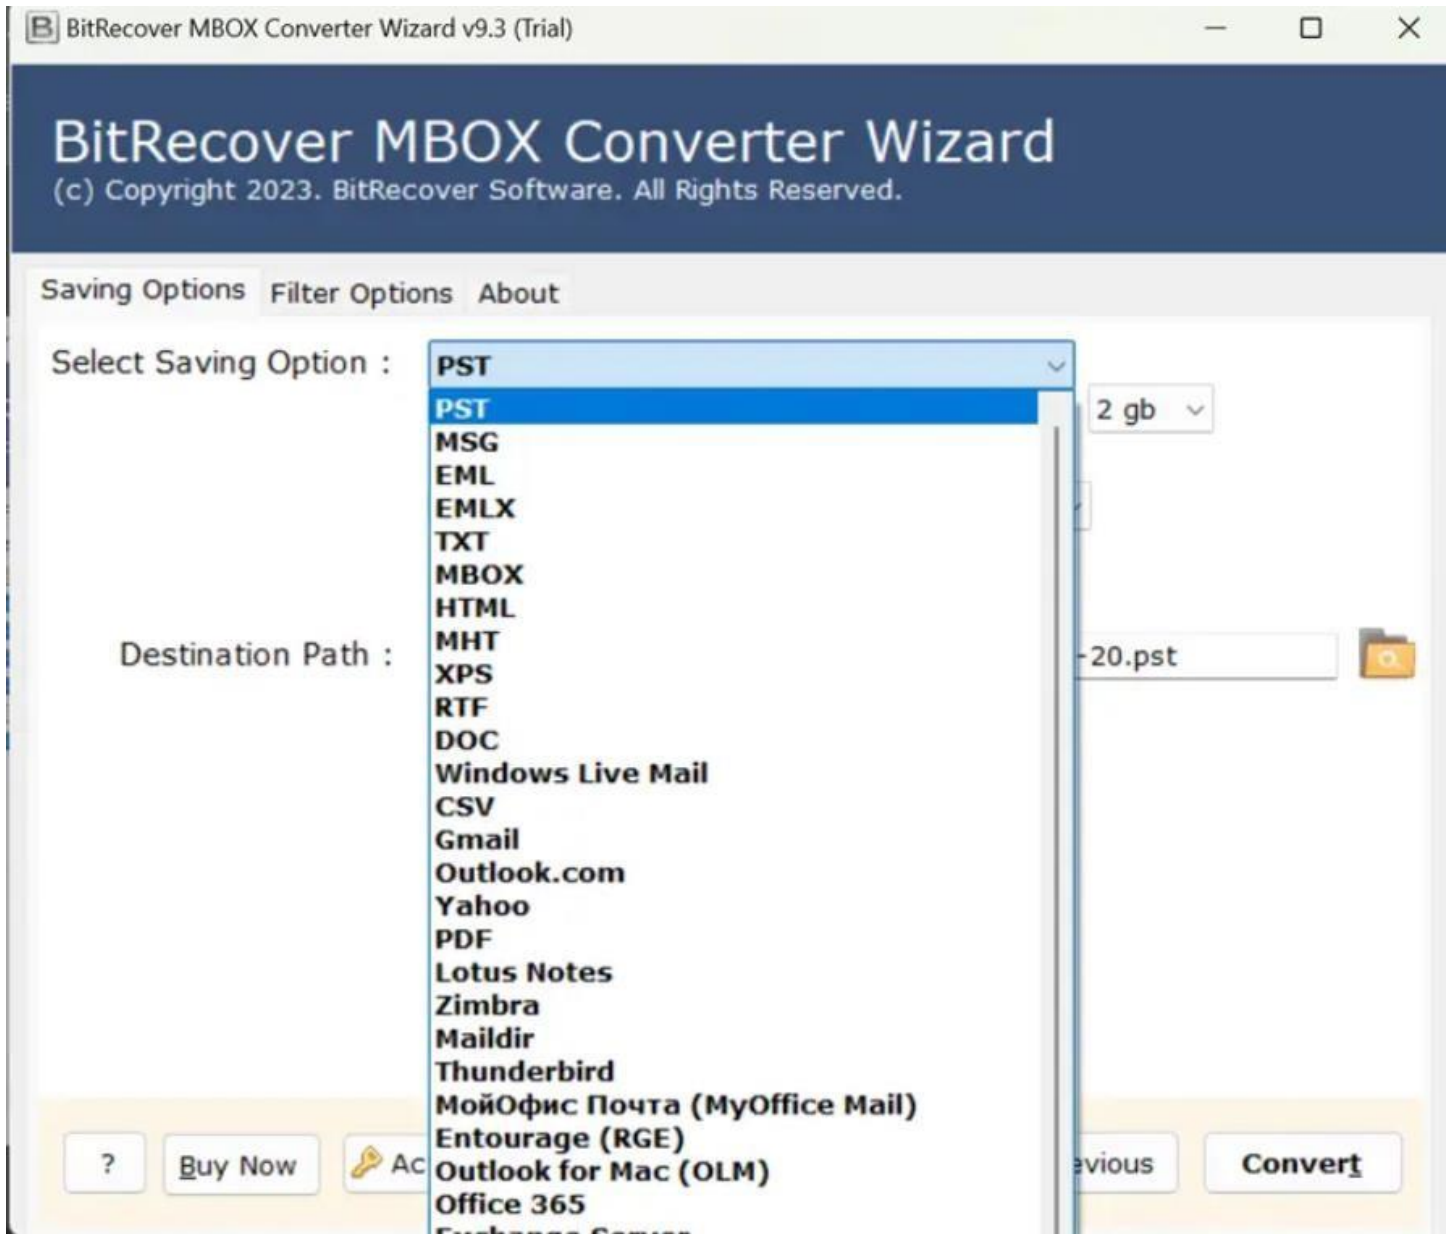 BitRecover MBOX Converter Wizard v9.3 (Trial)
BitRecover MBOX Converter Wizard
(c) Copyright 2023. BitRecover Software. All Rights Reserved.
Saving Options Filter Options About
Select Saving Option : PST
PST
2 gb
MSG
EML
EMLX
TXT
MBOX
HTML
MHT
Destination Path : -20.pst
XPS
RTF
DOC
Windows Live Mail
CSV
Gmail
Outlook.com
Yahoo
PDF
Lotus Notes
Zimbra
Maildir
Thunderbird
МойОфис Почта (MyOffice Mail)
Entourage (RGE)
Outlook for Mac (OLM)
Office 365
? Buy Now Ac evious Convert